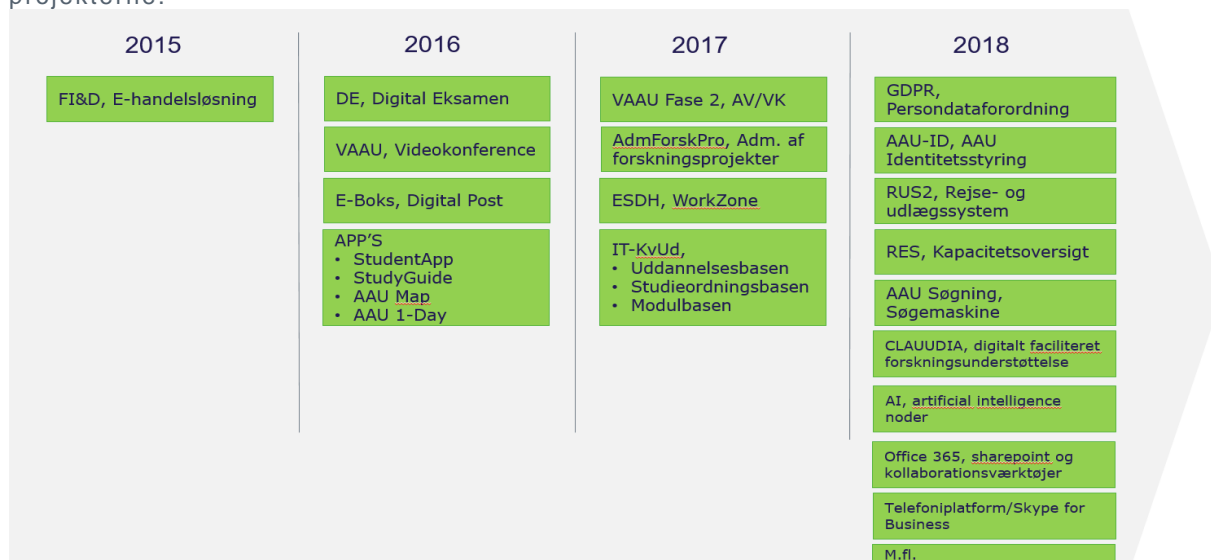 projekterne.
2015
FI&D, E-handelsløsning
2016
DE, Digital Eksamen
VAAU, Videokonference
E-Boks, Digital Post
APP'S
• StudentApp
• StudyGuide
• AAU Map
• AAU 1-Day
2017
VAAU Fase 2, AV/VK
AdmForskPro, Adm. af
forskningsprojekter
ESDH, WorkZone
IT-KvUd,
• Uddannelsesbasen
• Studieordningsbasen
• Modulbasen
2018
GDPR,
Persondataforordning
AAU-ID, AAU
Identitetsstyring
RUS2, Rejse- og
udlægssystem
RES, Kapacitetsoversigt
AAU Søgning,
Søgemaskine
CLAUUDIA, digitalt faciliteret
forskningsunderstøttelse
AI, artificial intelligence
noder
Office 365, sharepoint og
kollaborationsværktøjer
Telefoniplatform/Skype for
Business
M.fl.